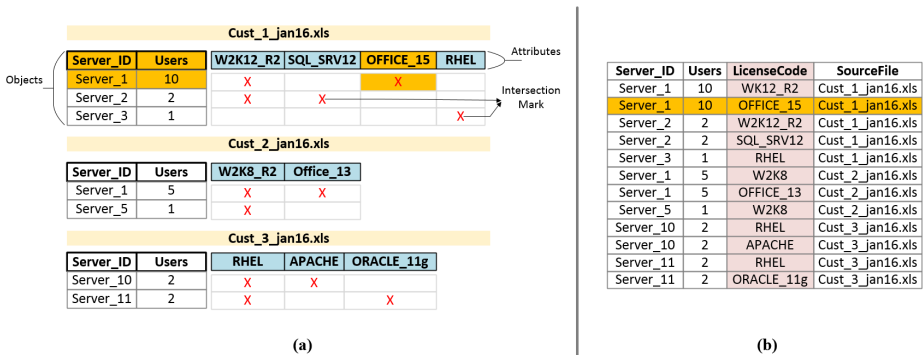 Cust_1_jan16.xls
Server_ID Users W2K12_R2 SQL_SRV12 OFFICE_15 RHEL Attributes
Objects Server_1 10 X X
Server_2 2 X X Intersection
Mark
Server_3 1 X
Cust_2_jan16.xls
Server_ID Users W2K8_R2 Office_13
Server_1 5 X X
Server_5 1 X
Cust_3_jan16.xls
Server_ID Users RHEL APACHE ORACLE_11g
Server_10 2 X X
Server_11 2 X X
(a)
Server_ID Users LicenseCode SourceFile
Server_1 10 WK12_R2 Cust_1_jan16.xls
Server_1 10 OFFICE_15 Cust_1_jan16.xls
Server_2 2 W2K12_R2 Cust_1_jan16.xls
Server_2 2 SQL_SRV12 Cust_1_jan16.xls
Server_3 1 RHEL Cust_1_jan16.xls
Server_1 5 W2K8 Cust_2_jan16.xls
Server_1 5 OFFICE_13 Cust_2_jan16.xls
Server_5 1 W2K8 Cust_2_jan16.xls
Server_10 2 RHEL Cust_3_jan16.xls
Server_10 2 APACHE Cust_3_jan16.xls
Server_11 2 RHEL Cust_3_jan16.xls
Server_11 2 ORACLE_11g Cust_3_jan16.xls
(b)